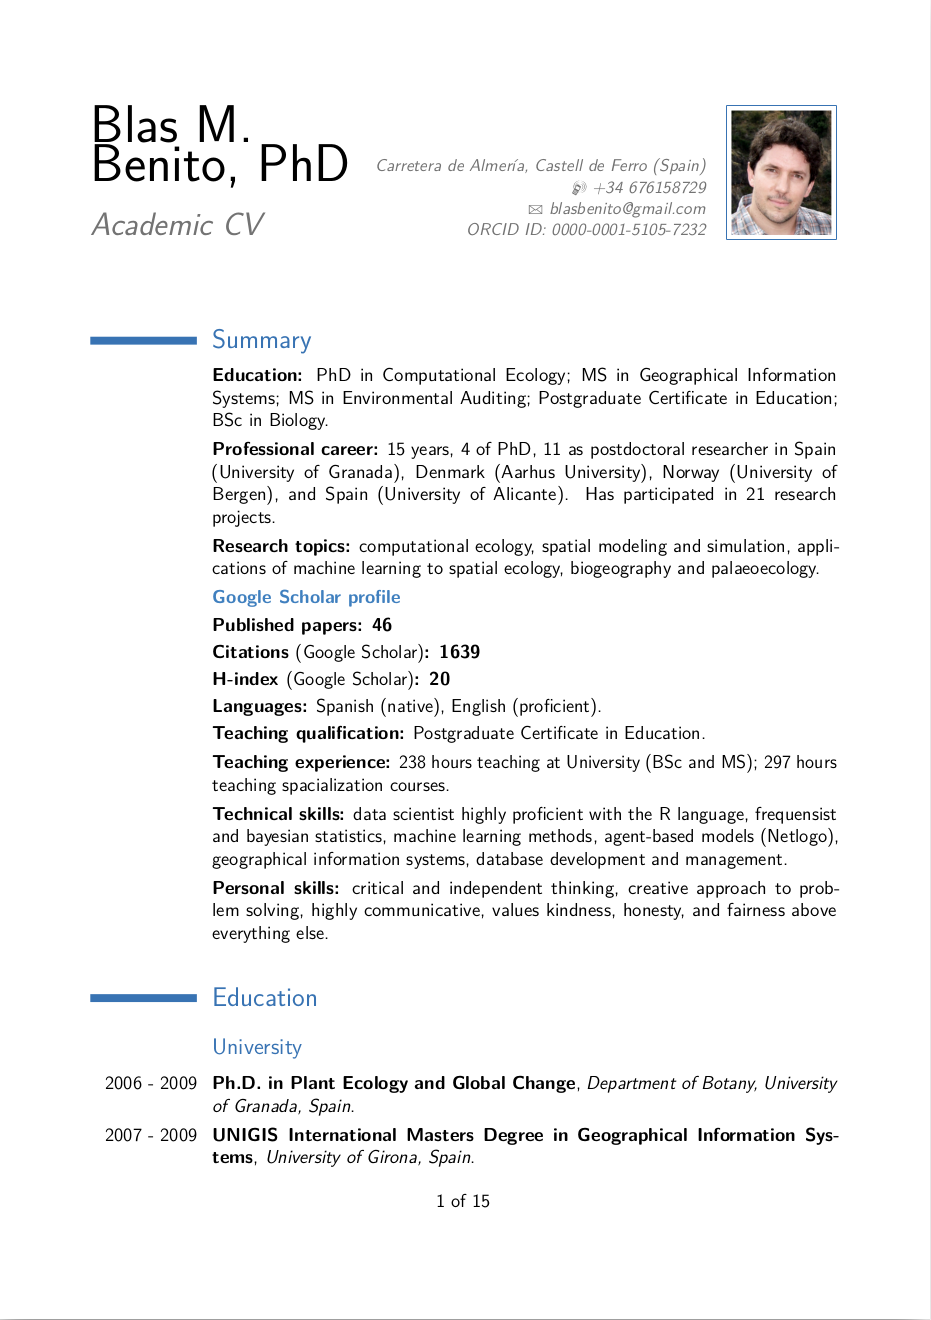 Blas M.
Benito, PhD
Academic CV
Carretera de Almería, Castell de Ferro (Spain)
+34 676158729
blasbenito@gmail.com
ORCID ID: 0000-0001-5105-7232
Summary
Education: PhD in Computational Ecology; MS in Geographical Information
Systems; MS in Environmental Auditing; Postgraduate Certificate in Education;
BSc in Biology.
Professional career: 15 years, 4 of PhD, 11 as postdoctoral researcher in Spain
(University of Granada), Denmark (Aarhus University), Norway (University of
Bergen), and Spain (University of Alicante). Has participated in 21 research
projects.
Research topics: computational ecology, spatial modeling and simulation, appli-
cations of machine learning to spatial ecology, biogeography and palaeoecology.
Google Scholar profile
Published papers: 46
Citations (Google Scholar): 1639
H-index (Google Scholar): 20
Languages: Spanish (native), English (proficient).
Teaching qualification: Postgraduate Certificate in Education.
Teaching experience: 238 hours teaching at University (BSc and MS); 297 hours
teaching spacialization courses.
Technical skills: data scientist highly proficient with the R language, frequensist
and bayesian statistics, machine learning methods, agent-based models (Netlogo),
geographical information systems, database development and management.
Personal skills: critical and independent thinking, creative approach to prob-
lem solving, highly communicative, values kindness, honesty, and fairness above
everything else.
Education
University
2006 - 2009 Ph.D. in Plant Ecology and Global Change, Department of Botany, University
of Granada, Spain.
2007 - 2009 UNIGIS International Masters Degree in Geographical Information Sys-
tems, University of Girona, Spain.
1 of 15